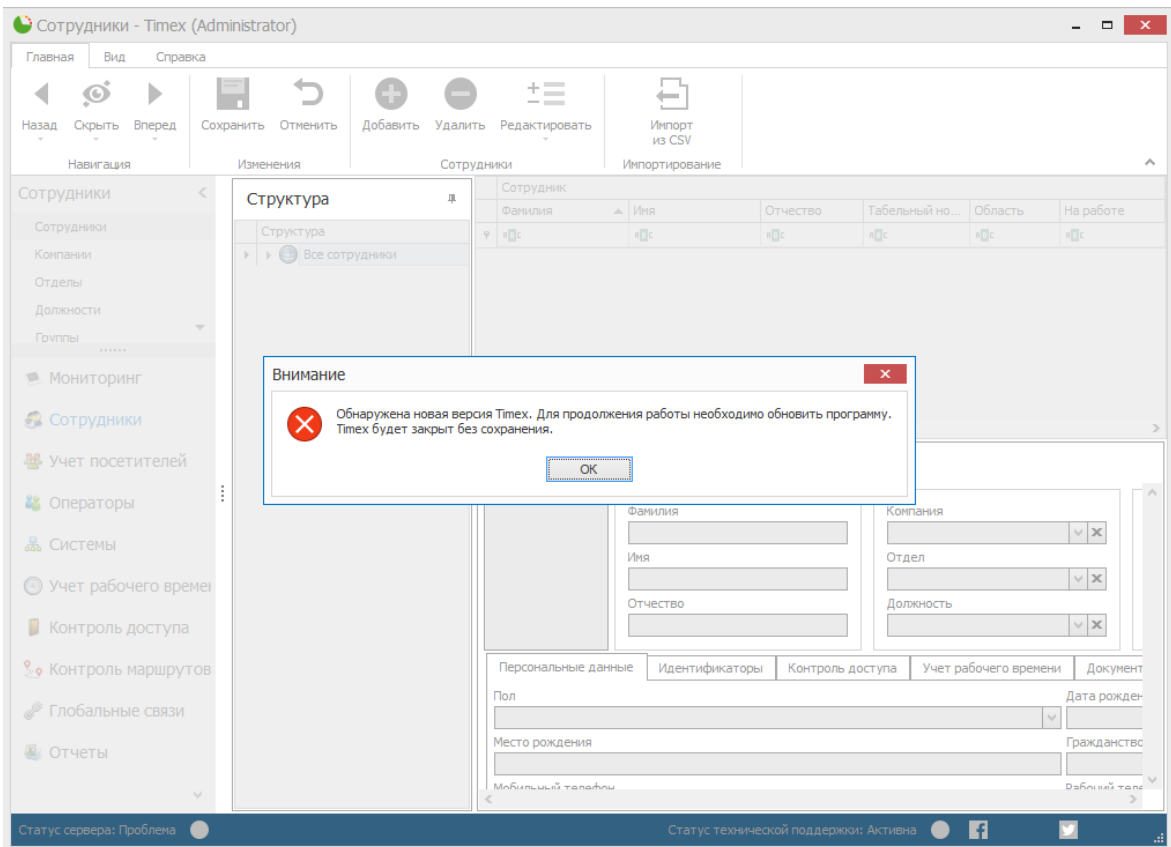 Сотрудники - Timex (Administrator)
Главная Вид Справка
Назад Скрыть Вперед Сохранить Отменить Добавить Удалить Редактировать Импорт
из CSV
Навигация Изменения Сотрудники Импортирование
Сотрудники
Сотрудники
Компании
Отделы
Должности
Группы
Мониторинг
Сотрудники
Учет посетителей
Операторы
Системы
Учет рабочего времен
Контроль доступа
Контроль маршрутов
Глобальные связи
Отчеты
Структура
Структура
Все сотрудники
Сотрудник
Фамилия Имя Отчество Табельный но... Область На работе
Внимание
Обнаружена новая версия Timex. Для продолжения работы необходимо обновить программу.
Timex будет закрыт без сохранения.
OK
Фамилия Компания
Имя Отдел
Отчество Должность
Персональные данные Идентификаторы Контроль доступа Учет рабочего времени Документ
Пол Дата рожден
Место рождения Гражданство
Мобильный телефон Рабочий теле
Статус сервера: Проблема Статус технической поддержки: Активна